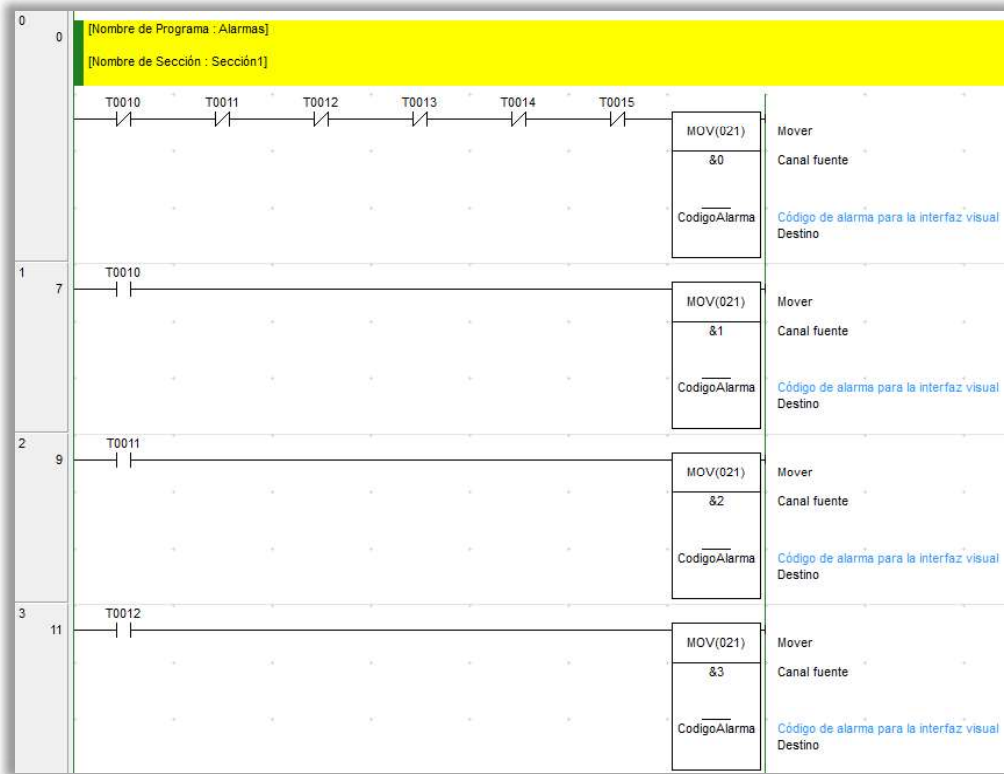 0
0
[Nombre de Programa : Alarmas]
[Nombre de Sección : Sección1]
T0010 T0011 T0012 T0013 T0014 T0015
MOV(021) Mover
&0 Canal fuente
CodigoAlarma Código de alarma para la interfaz visual
Destino
1
7
T0010
MOV(021) Mover
&1 Canal fuente
CodigoAlarma Código de alarma para la interfaz visual
Destino
2
9
T0011
MOV(021) Mover
&2 Canal fuente
CodigoAlarma Código de alarma para la interfaz visual
Destino
3
11
T0012
MOV(021) Mover
&3 Canal fuente
CodigoAlarma Código de alarma para la interfaz visual
Destino